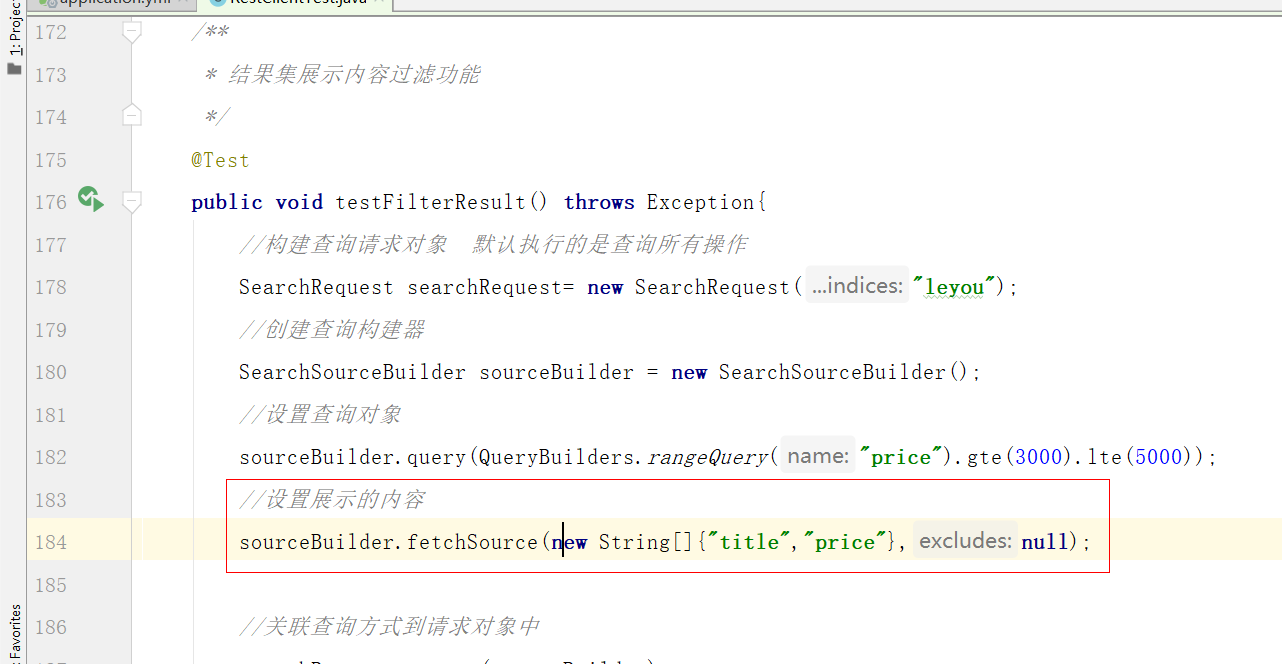 application.yml RestClientTest.java
1: Project
172 /**
173 * 结果集展示内容过滤功能
174 */
175 @Test
176 public void testFilterResult() throws Exception{
177 //构建查询请求对象 默认执行的是查询所有操作
178 SearchRequest searchRequest= new SearchRequest( ...indices: "leyou");
179 //创建查询构建器
180 SearchSourceBuilder sourceBuilder = new SearchSourceBuilder();
181 //设置查询对象
182 sourceBuilder.query(QueryBuilders.rangeQuery( name: "price").gte(3000).lte(5000));
183 //设置展示的内容
184 sourceBuilder.fetchSource(new String[]{"title","price"}, excludes: null);
185
186 //关联查询方式到请求对象中
Favorites